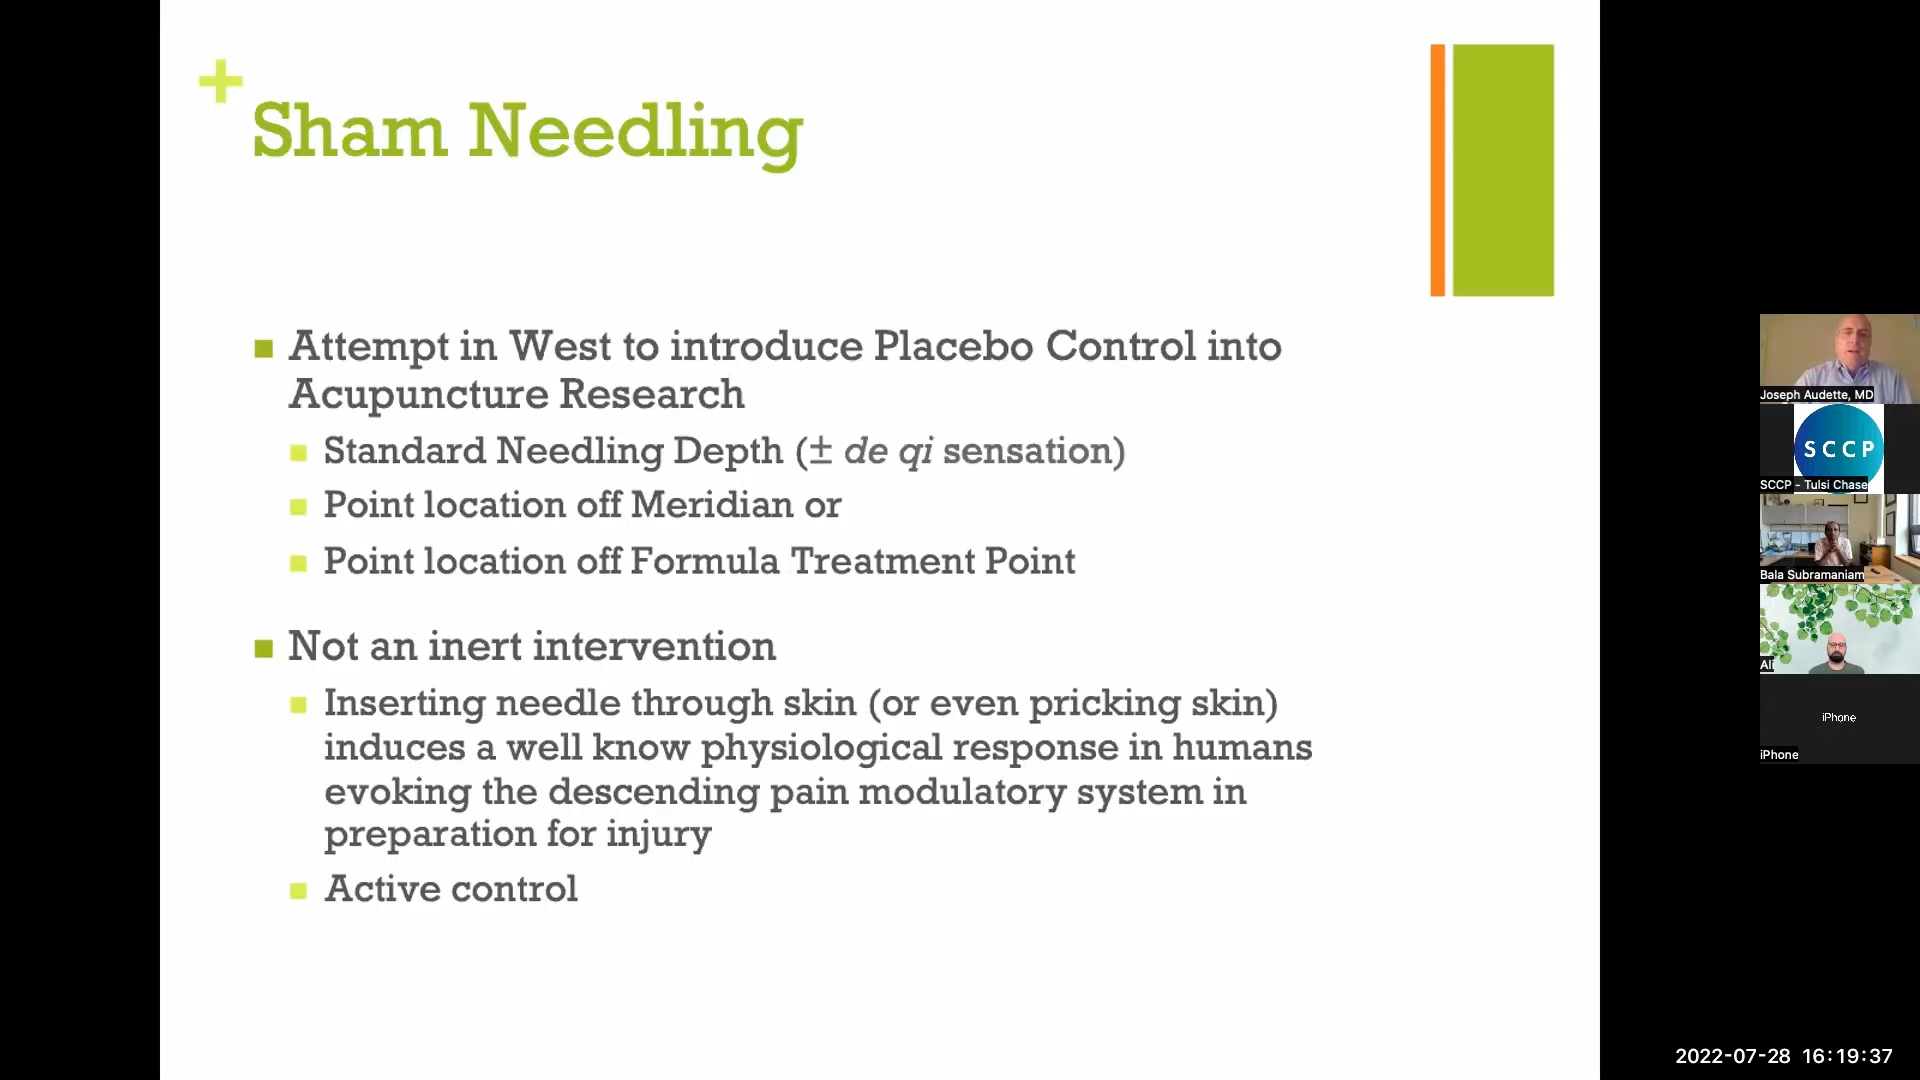 +
Sham Needling
Attempt in West to introduce Placebo Control into
Acupuncture Research
Standard Needling Depth (± de qi sensation)
Point location off Meridian or
Point location off Formula Treatment Point
Not an inert intervention
Inserting needle through skin (or even pricking skin)
induces a well know physiological response in humans
evoking the descending pain modulatory system in
preparation for injury
Active control
Joseph Audette, MD
SCCP
SCCP - Tulsi Chase
Bala Subramaniam
Ali
iPhone
iPhone
2022-07-28 16:19:37